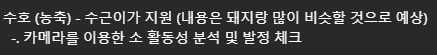 수호 (농축) - 수근이가 지원 (내용은 돼지랑 많이 비슷할 것으로 예상)
-. 카메라를 이용한 소 활동성 분석 및 발정 체크